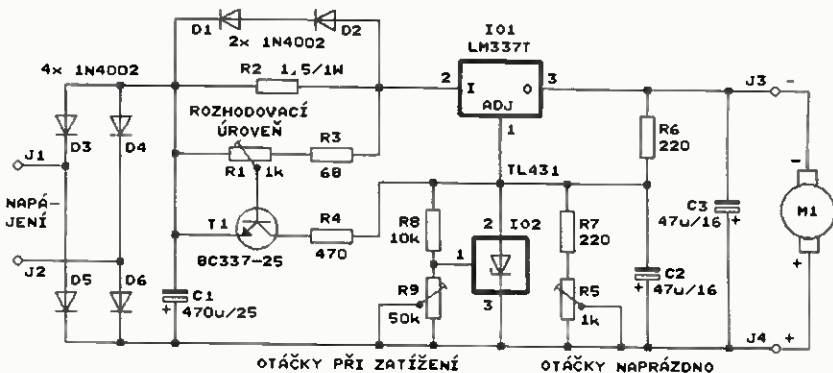 D1
D2
2x 1N4002
IO1
LM337T
4x 1N4002
R2
1,5/1W
2
I
O
3
ADJ
1
J3
-
ROZHODOVACÍ
ÚROVEŇ
D3
D4
R3
R1
1k
68
R6
220
J1
TL431
NAPÁ-
JENÍ
T1
R4
R8
10k
2
IO2
R7
220
C3
47u/16
+
-
M1
+
BC337-25
470
1
J2
D5
D6
C1
+
470u/25
R9
50k
3
R5
1k
C2
47u/16
+
J4
+
OTÁČKY PŘI ZATÍŽENÍ
OTÁČKY NAPRÁZDNO